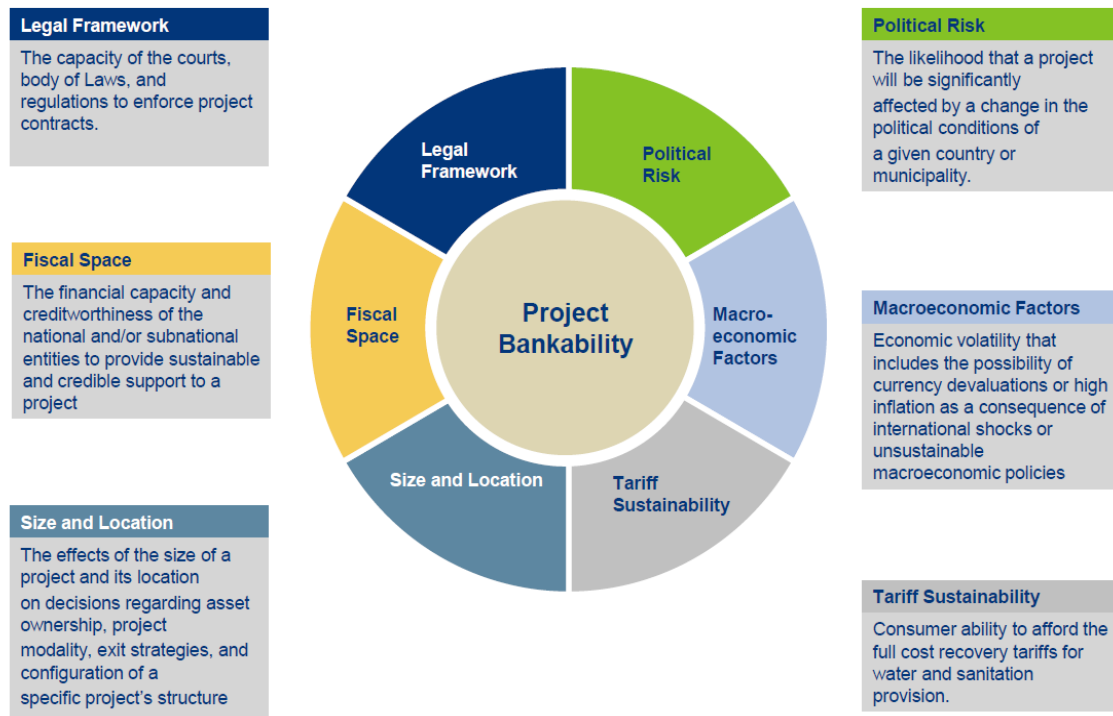 Legal Framework
The capacity of the courts,
body of Laws, and
regulations to enforce project
contracts.
Fiscal Space
The financial capacity and
creditworthiness of the
national and/or subnational
entities to provide sustainable
and credible support to a
project
Size and Location
The effects of the size of a
project and its location
on decisions regarding asset
ownership, project
modality, exit strategies, and
configuration of a
specific project's structure
Legal
Framework
Political
Risk
Fiscal
Space
Project
Bankability
Macro-
economic
Factors
Size and Location
Tariff
Sustainability
Political Risk
The likelihood that a project
will be significantly
affected by a change in the
political conditions of
a given country or
municipality.
Macroeconomic Factors
Economic volatility that
includes the possibility of
currency devaluations or high
inflation as a consequence of
international shocks or
unsustainable
macroeconomic policies
Tariff Sustainability
Consumer ability to afford the
full cost recovery tariffs for
water and sanitation
provision.